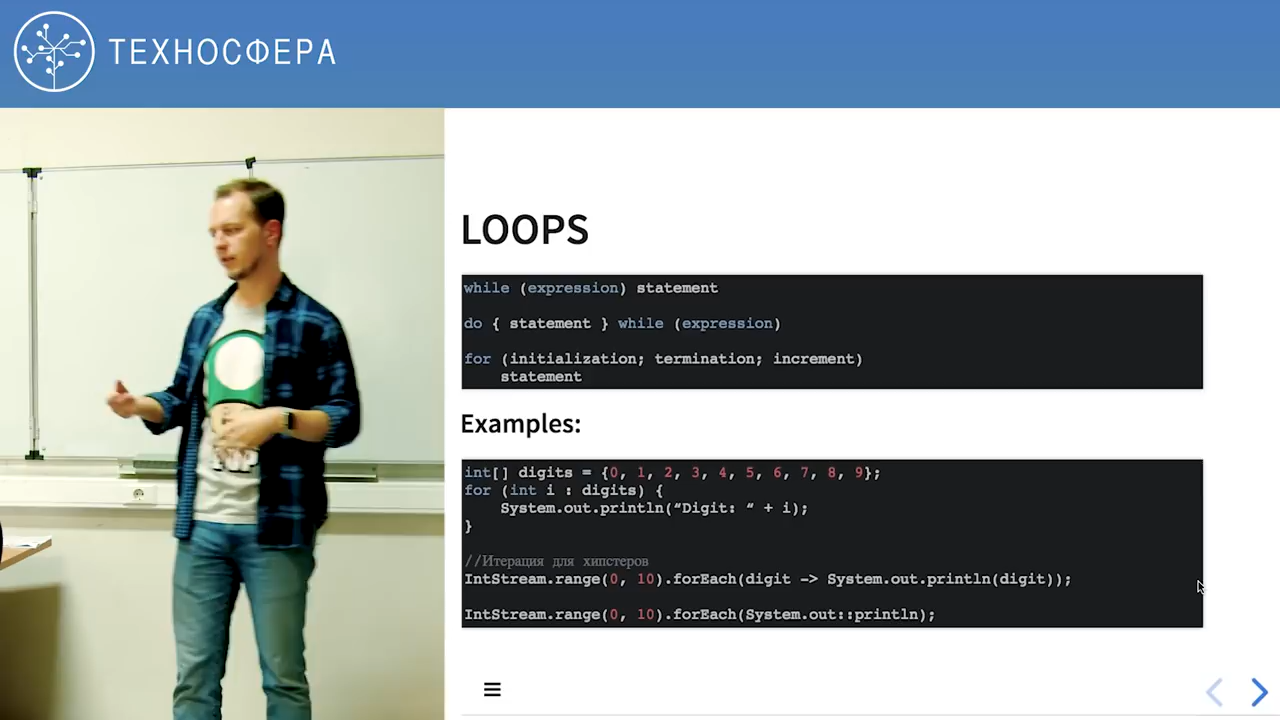 ТЕХНОСФЕРА
LOOPS
while (expression) statement
do { statement } while (expression)
for (initialization; termination; increment)
statement
Examples:
int[] digits = {0, 1, 2, 3, 4, 5, 6, 7, 8, 9};
for (int i : digits) {
System.out.println(“Digit: “ + i);
}
//Итерация для хипстеров
IntStream.range(0, 10).forEach(digit -> System.out.println(digit));
IntStream.range(0, 10).forEach(System.out::println);